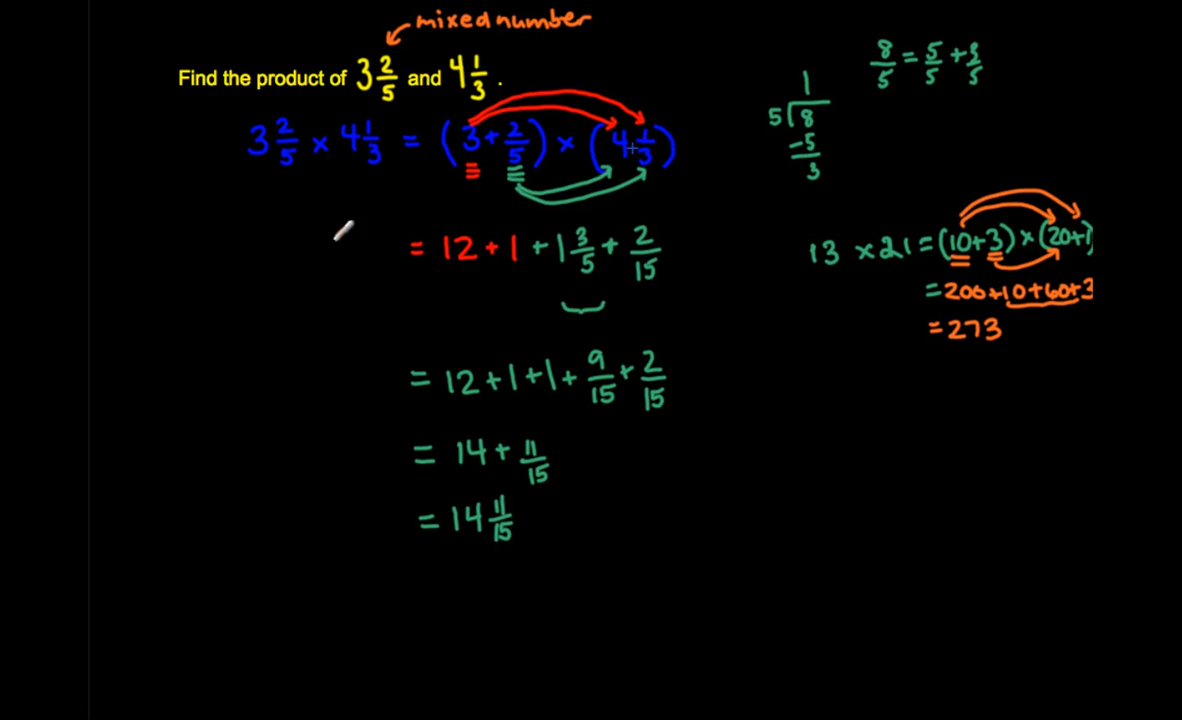 mixed number
Find the product of 3 2/5 and 4 1/3 .
3 2/5 × 4 1/3 = (3+2/5) × (4+1/3)
= 12 + 1 + 1 3/5 + 2/15
= 12 + 1 + 1 + 9/15 + 2/15
= 14 + 11/15
= 14 11/15
8/5 = 5/5 + 3/5
1
5 8
-5
3
13 × 21 = (10+3) × (20+1)
= 200+10+60+3
= 273